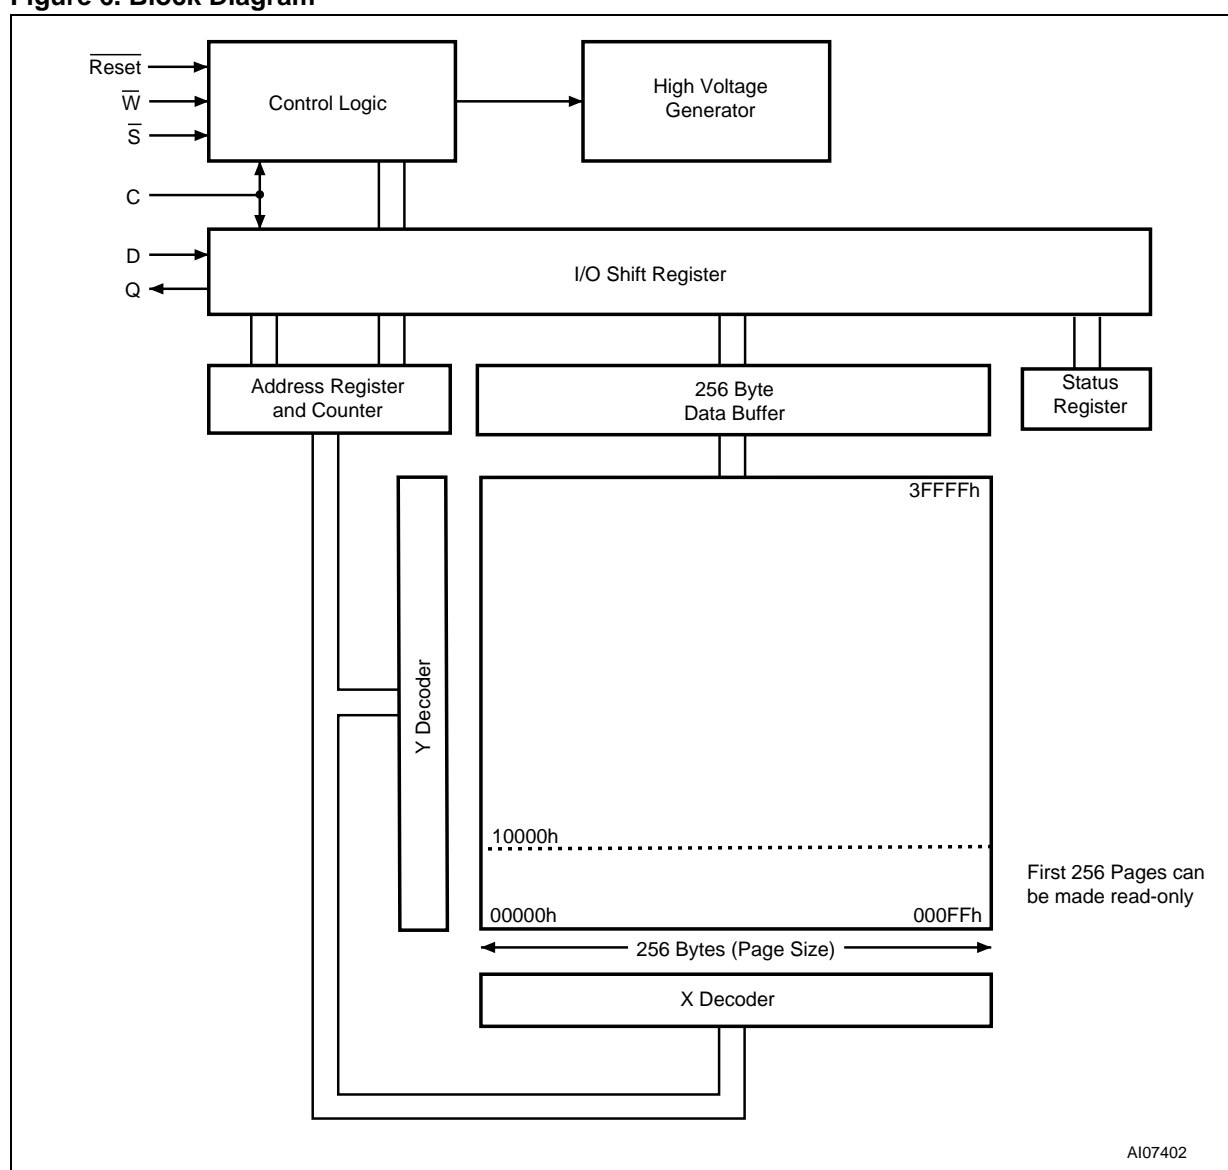 Figure 6. Block Diagram
Reset
W
S
C
D
Q
Control Logic
High Voltage
Generator
I/O Shift Register
Address Register
and Counter
256 Byte
Data Buffer
Status
Register
3FFFFh
Y Decoder
10000h
00000h
000FFh
First 256 Pages can
be made read-only
256 Bytes (Page Size)
X Decoder
AI07402